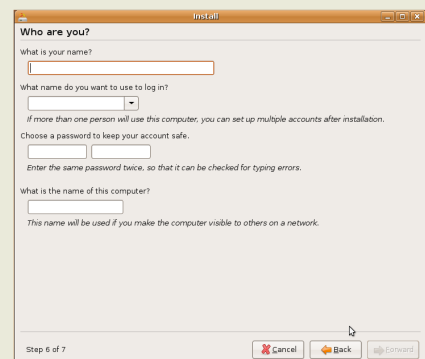 Install
Who are you?
What is your name?
What name do you want to use to log in?
If more than one person will use this computer, you can set up multiple accounts after installation.
Choose a password to keep your account safe.
Enter the same password twice, so that it can be checked for typing errors.
What is the name of this computer?
This name will be used if you make the computer visible to others on a network.
Step 6 of 7 Cancel Back Forward